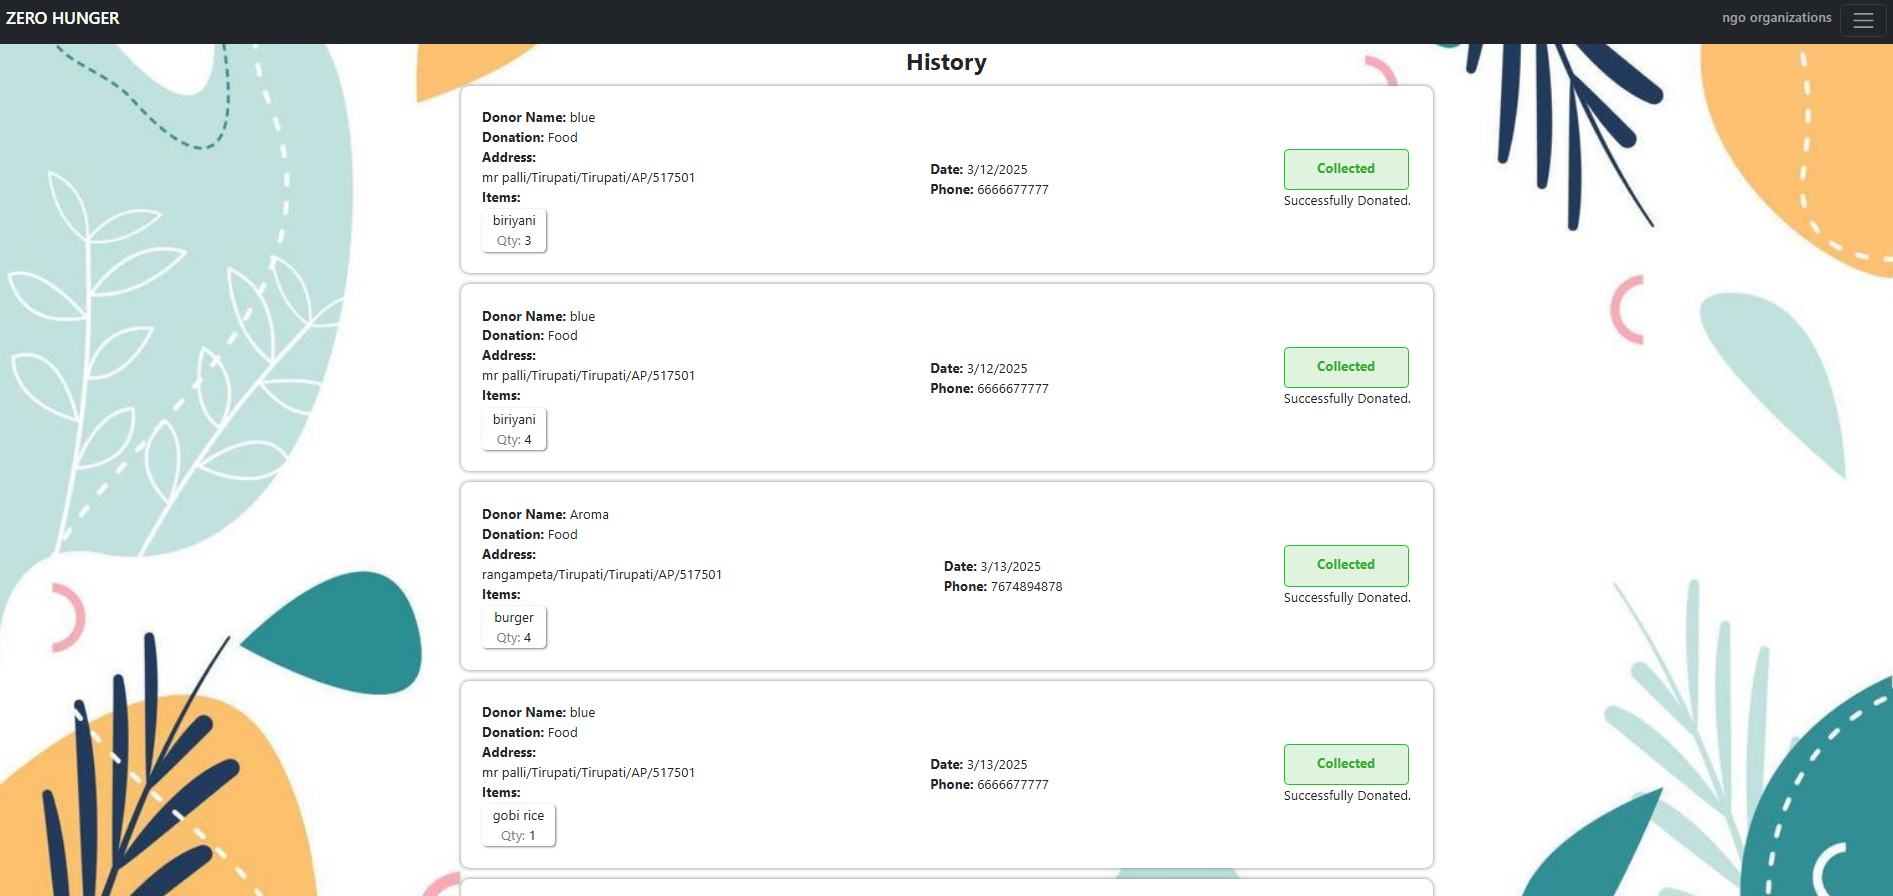 ZERO HUNGER
ngo organizations
History
Donor Name: blue
Donation: Food
Address:
mr palli/Tirupati/Tirupati/AP/517501
Items:
biriyani
Qty: 3
Date: 3/12/2025
Phone: 6666677777
Collected
Successfully Donated.
Donor Name: blue
Donation: Food
Address:
mr palli/Tirupati/Tirupati/AP/517501
Items:
biriyani
Qty: 4
Date: 3/12/2025
Phone: 6666677777
Collected
Successfully Donated.
Donor Name: Aroma
Donation: Food
Address:
rangampeta/Tirupati/Tirupati/AP/517501
Items:
burger
Qty: 4
Date: 3/13/2025
Phone: 7674894878
Collected
Successfully Donated.
Donor Name: blue
Donation: Food
Address:
mr palli/Tirupati/Tirupati/AP/517501
Items:
gobi rice
Qty: 1
Date: 3/13/2025
Phone: 6666677777
Collected
Successfully Donated.